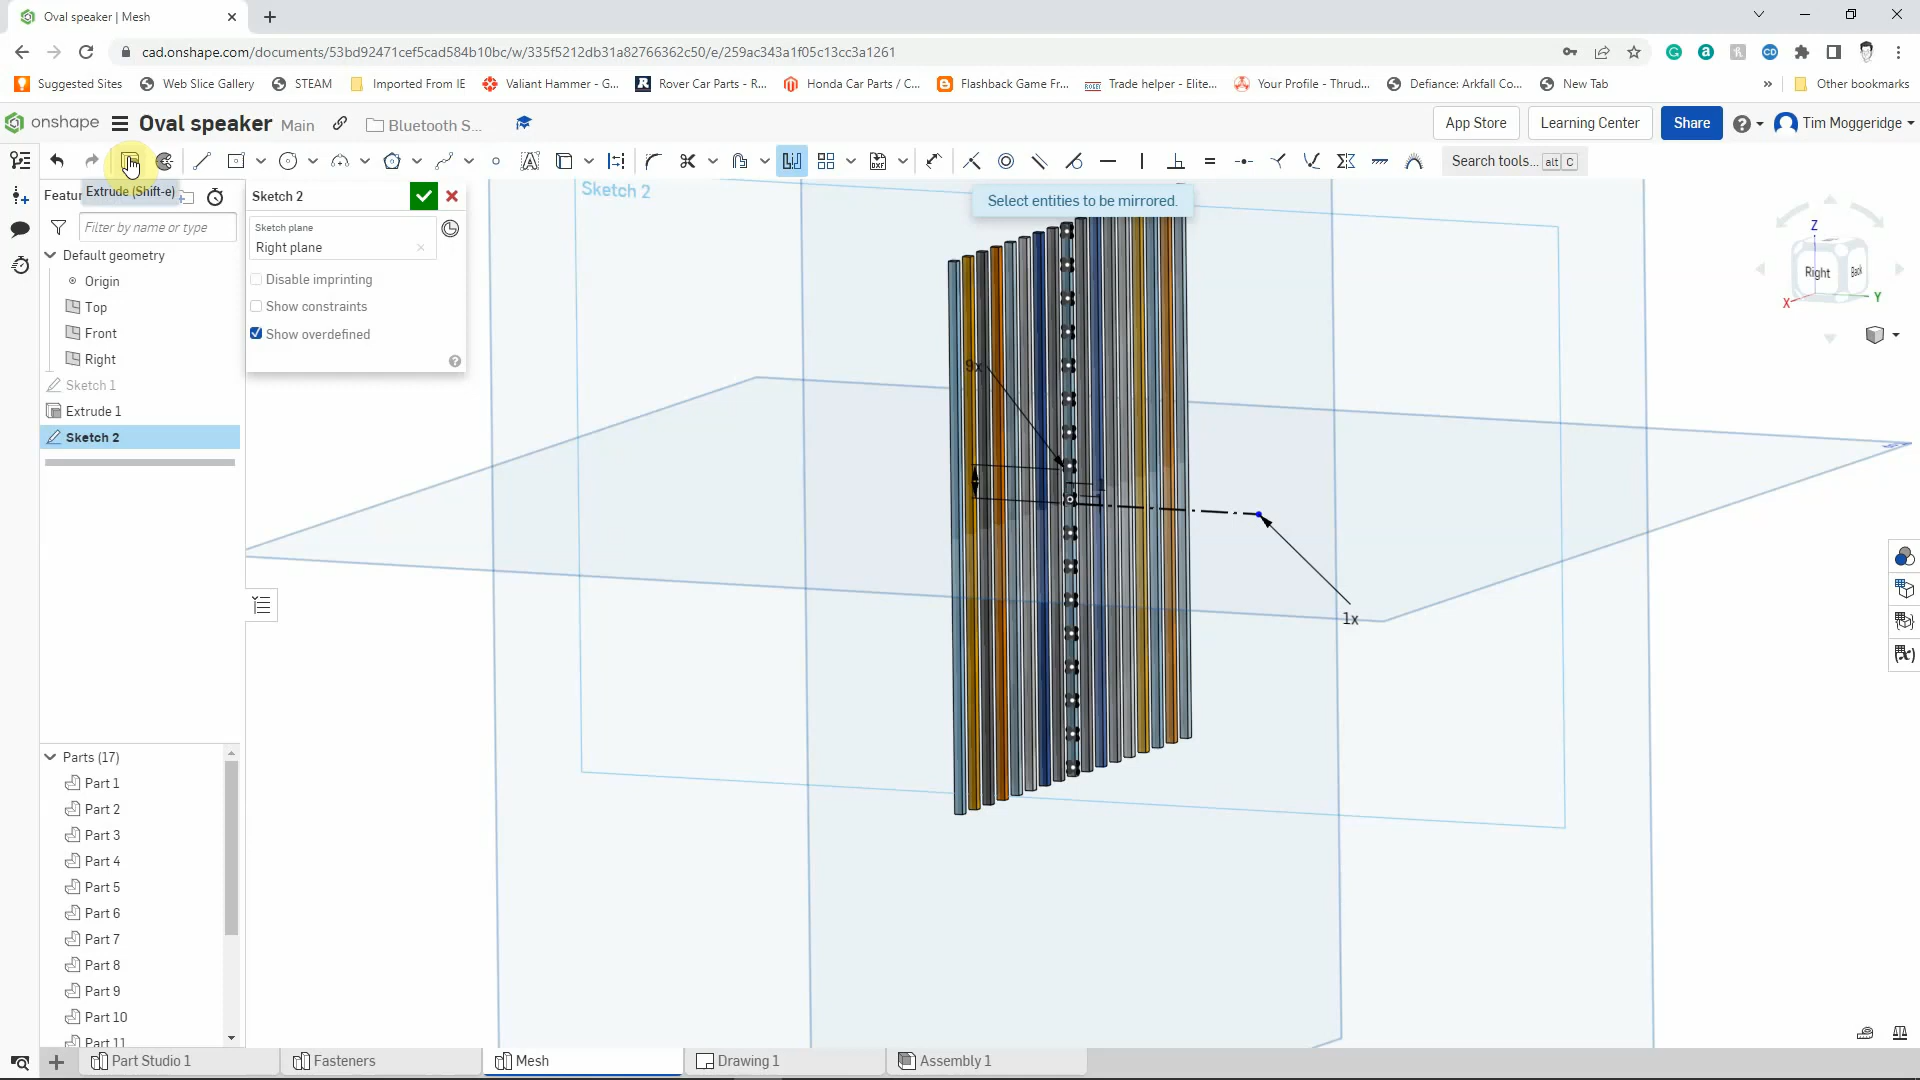 Oval speaker | Mesh
cad.onshape.com/documents/53bd92471cef5cad584b10bc/w/335f5212db31a82766362c50/e/259ac343a1f05c13cc3a1261
Suggested Sites
Web Slice Gallery
STEAM
Imported From IE
Valiant Hammer - G...
Rover Car Parts - R...
Honda Car Parts / C...
Flashback Game Fr...
Trade helper - Elite...
Your Profile - Thrud...
Defiance: Arkfall Co...
New Tab
»
Other bookmarks
onshape
Oval speaker
Main
Bluetooth S...
App Store
Learning Center
Share
Tim Moggeridge
Search tools... alt C
Extrude (Shift-e)
Featu
Filter by name or type
Default geometry
Origin
Top
Front
Right
Sketch 1
Extrude 1
Sketch 2
Sketch 2
Sketch plane
Right plane
Disable imprinting
Show constraints
Show overdefined
Sketch 2
Select entities to be mirrored.
9x
1
1x
Z
Right
Back
X
Y
Parts (17)
Part 1
Part 2
Part 3
Part 4
Part 5
Part 6
Part 7
Part 8
Part 9
Part 10
Part 11
Part Studio 1
Fasteners
Mesh
Drawing 1
Assembly 1